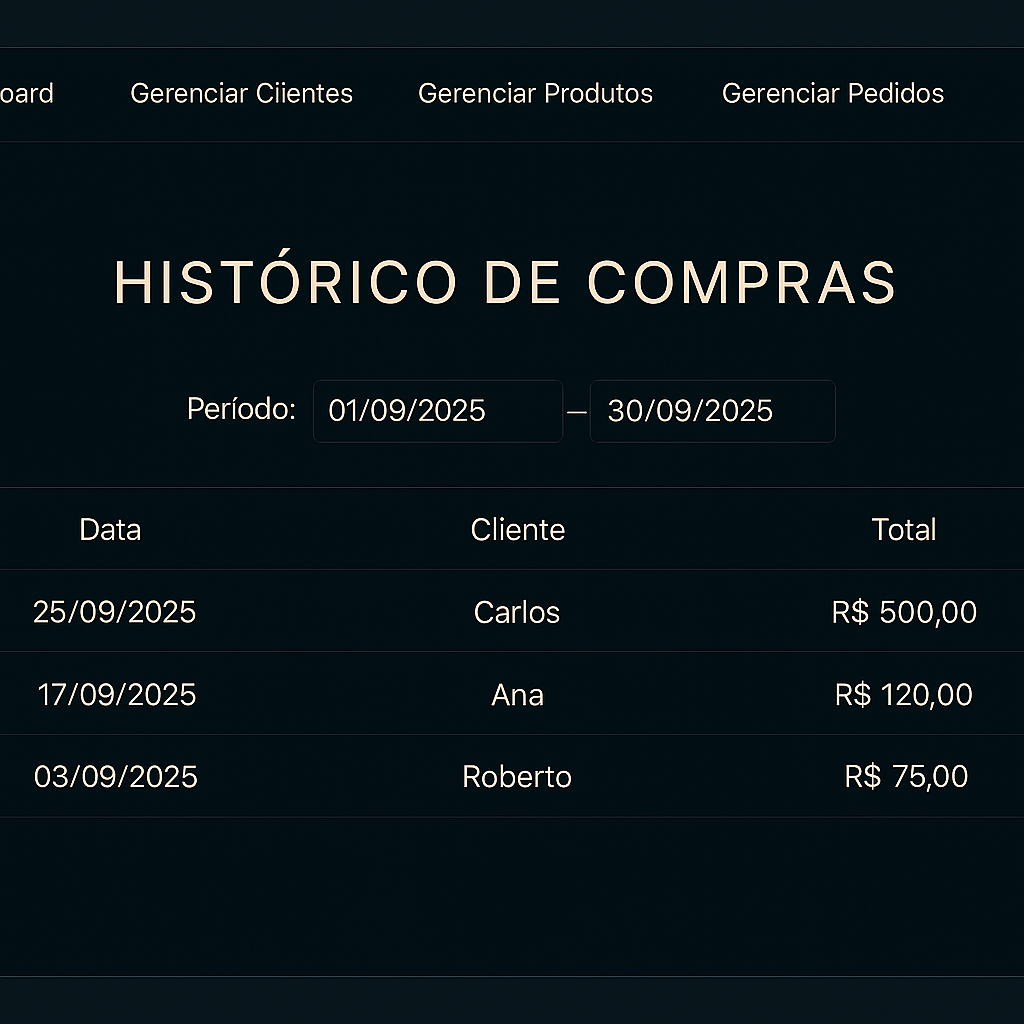 oard Gerenciar Ciientes Gerenciar Produtos Gerenciar Pedidos
HISTÓRICO DE COMPRAS
Período: 01/09/2025 – 30/09/2025
Data Cliente Total
25/09/2025 Carlos R$ 500,00
17/09/2025 Ana R$ 120,00
03/09/2025 Roberto R$ 75,00